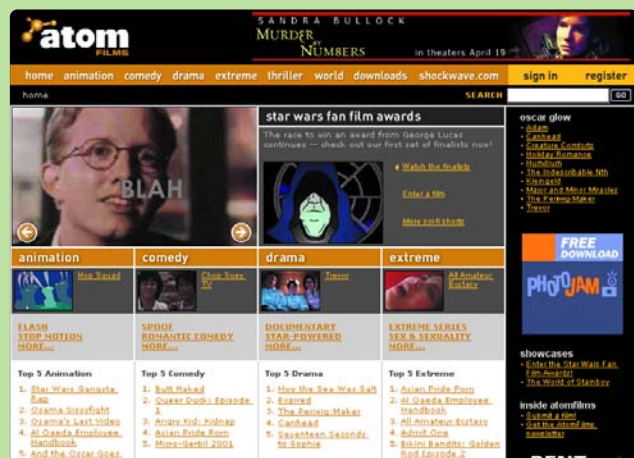 SANDRA BULLOCK
MURDER
BY
NUMBERS
in theaters April 19
atom
FILMS
home animation comedy drama extreme thriller world downloads shockwave.com sign in register
home
SEARCH
GO
BLAH
star wars fan film awards
The race to win an award from George Lucas
continues -- check out our first set of finalists now!
Watch the finalists
Enter a film
More sci-fi shorts
animation
Hop Squad
FLASH
STOP MOTION
MORE...
comedy
Chop Suey
TV
SPOOF
ROMANTIC COMEDY
MORE...
drama
Trevor
DOCUMENTARY
STAR-POWERED
MORE...
extreme
All Amateur
Ecstasy
EXTREME SERIES
SEX & SEXUALITY
MORE...
Top 5 Animation
1. Star Wars Gangsta
Rap
2. Osama Sissyfight
3. Osama's Last Video
4. Al Qaeda Employee
Handbook
5. And the Oscar Goes
Top 5 Comedy
1. Butt Naked
2. Queer Duck: Episode
1
3. Angry Kid: Kidnap
4. Asian Pride Porn
5. Micro-Gerbil 2001
Top 5 Drama
1. How the Sea Was Salt
2. Expired
3. The Periwig-Maker
4. Canhead
5. Seventeen Seconds
to Sophie
Top 5 Extreme
1. Asian Pride Porn
2. Al Qaeda Employee
Handbook
3. All Amateur Ecstasy
4. Admit One
5. Bikini Bandits: Golden
Rod Episode 2
oscar glow
Adam
Canhead
Creature Comforts
Holiday Romance
Humdrum
The Indescribable Nth
Kleingeld
Major and Minor Miracles
The Periwig-Maker
Trevor
FREE
DOWNLOAD
PHOTOJAM
showcases
Enter the Star Wars Fan
Film Awards!
The World of Stainboy
inside atomfilms
Submit a film!
Get the AtomFilms
newsletter